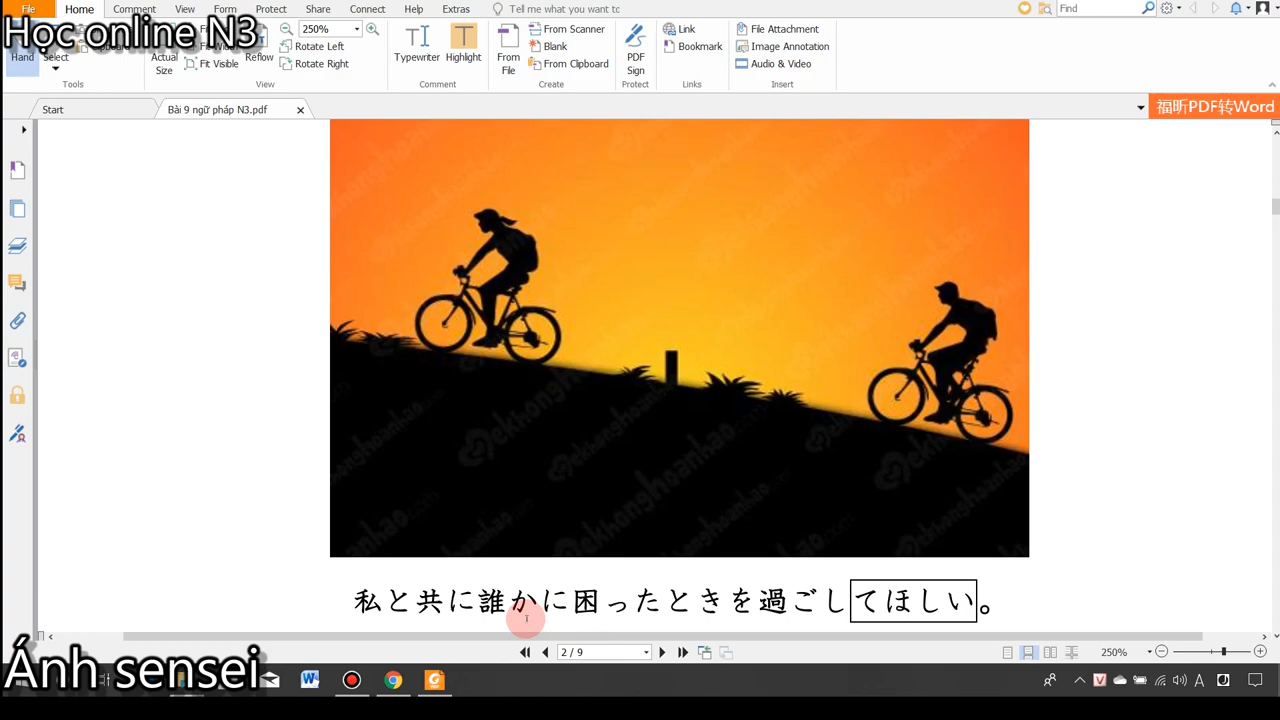 File Home Comment View Form Protect Share Connect Help Extras Tell me what you want tc Find
Học online N3
Hand Select
Actual Size
Fit Visible
Reflow
250%
Rotate Left
Rotate Right
Typewriter Highlight
From File
From Scanner
Blank
From Clipboard
PDF Sign
Link
Bookmark
File Attachment
Image Annotation
Audio & Video
Tools View Comment Create Protect Links Insert
Start Bài 9 ngữ pháp N3.pdf 福昕PDF转Word
私と共に誰かに困ったときを過ごしてほしい。
2 / 9 250%
Ánh sensei